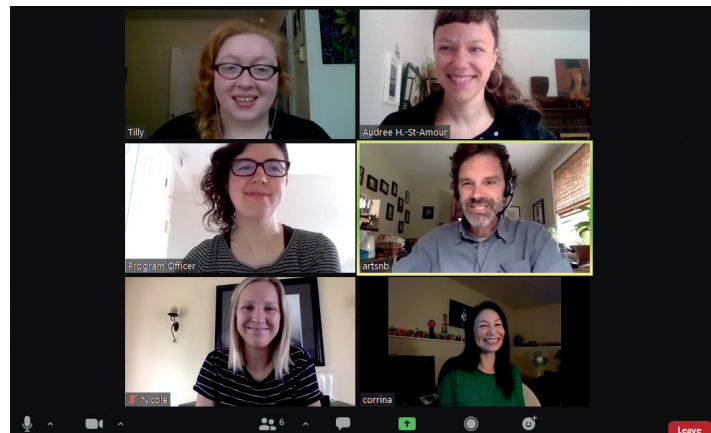 Tilly
Audree H.-St-Amour
Program Officer
artsnb
Nicole
corrina
6
Leave